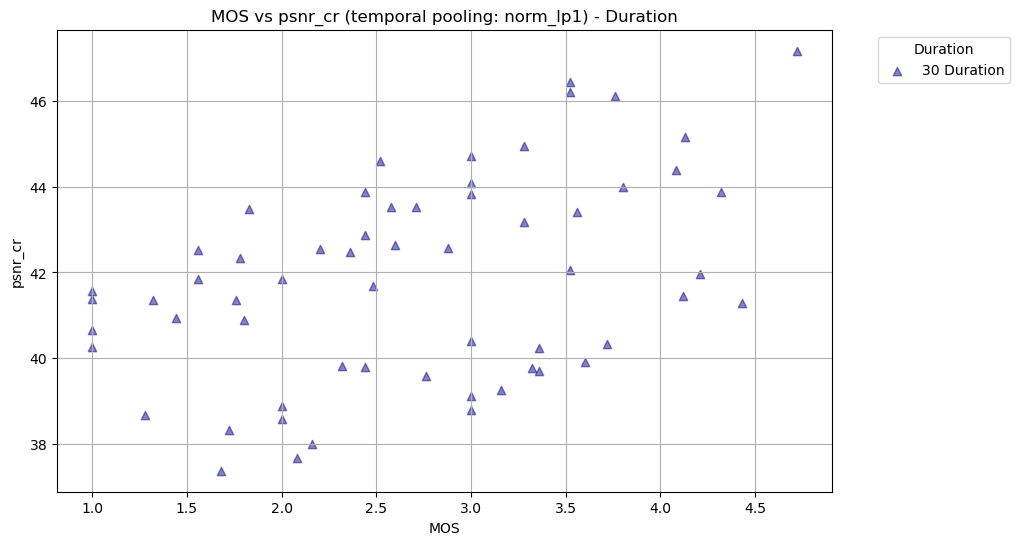 MOS vs psnr_cr (temporal pooling: norm_lp1) - Duration
Duration
30 Duration
psnr_cr
46
44
42
40
38
1.0 1.5 2.0 2.5 3.0 3.5 4.0 4.5
MOS